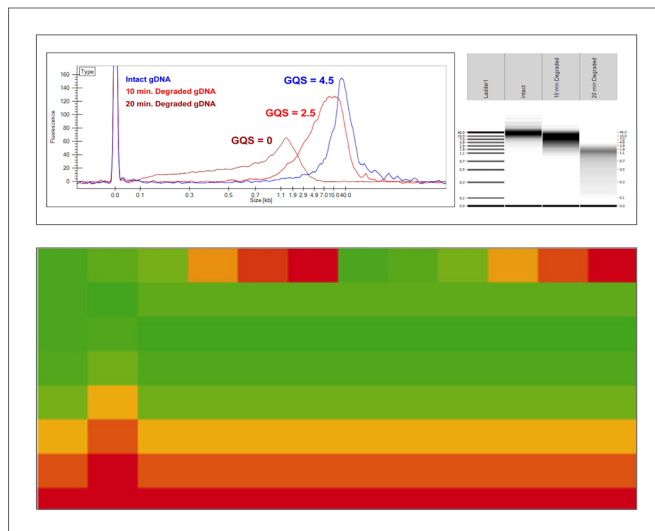 Type
Intact gDNA
10 min. Degraded gDNA
20 min. Degraded gDNA
GQS = 4.5
GQS = 2.5
GQS = 0
Fluorescence
160
140
120
100
80
60
40
20
0
0.0 0.1 0.3 0.5 0.7 1.1 1.9 2.9 4.9 7.0 10.0 40.0
Size [kb]
Ladder1
Intact
10 min Degraded
20 min Degraded